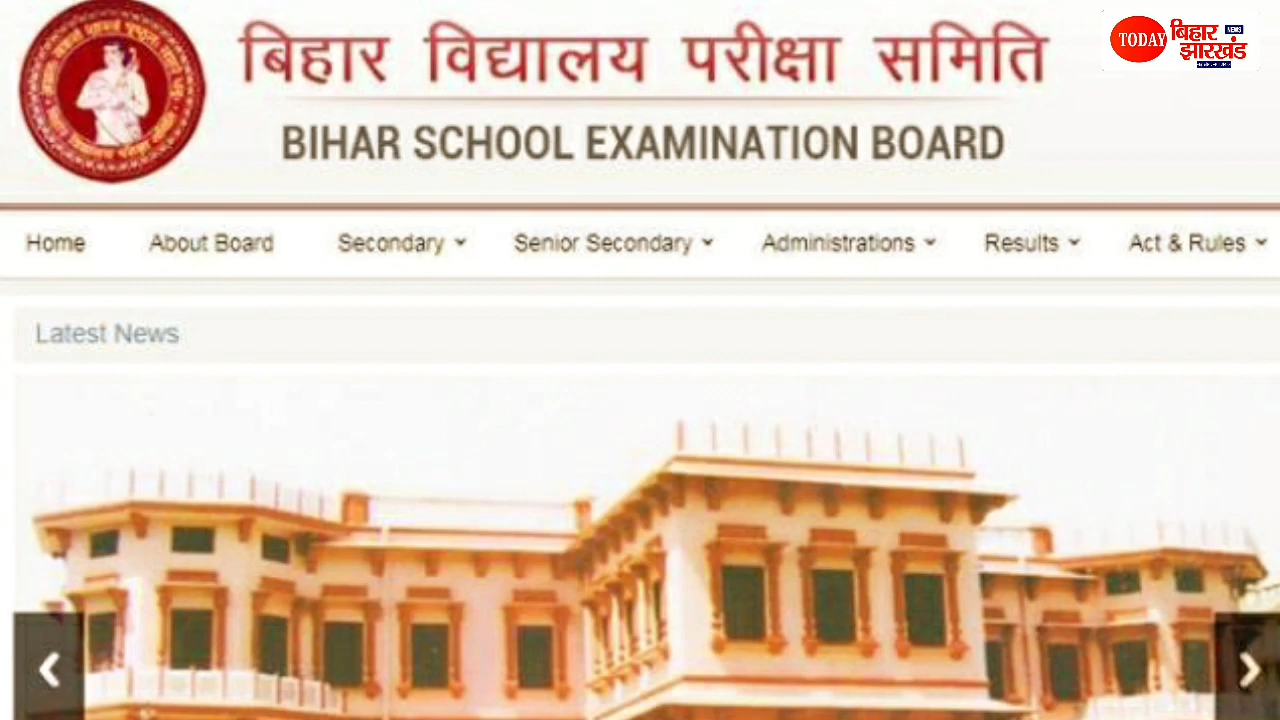 बिहार विद्यालय परीक्षा समिति
BIHAR SCHOOL EXAMINATION BOARD
TODAY
बिहार
NEWS
झारखंड
Home
About Board
Secondary
Senior Secondary
Administrations
Results
Act & Rules
Latest News